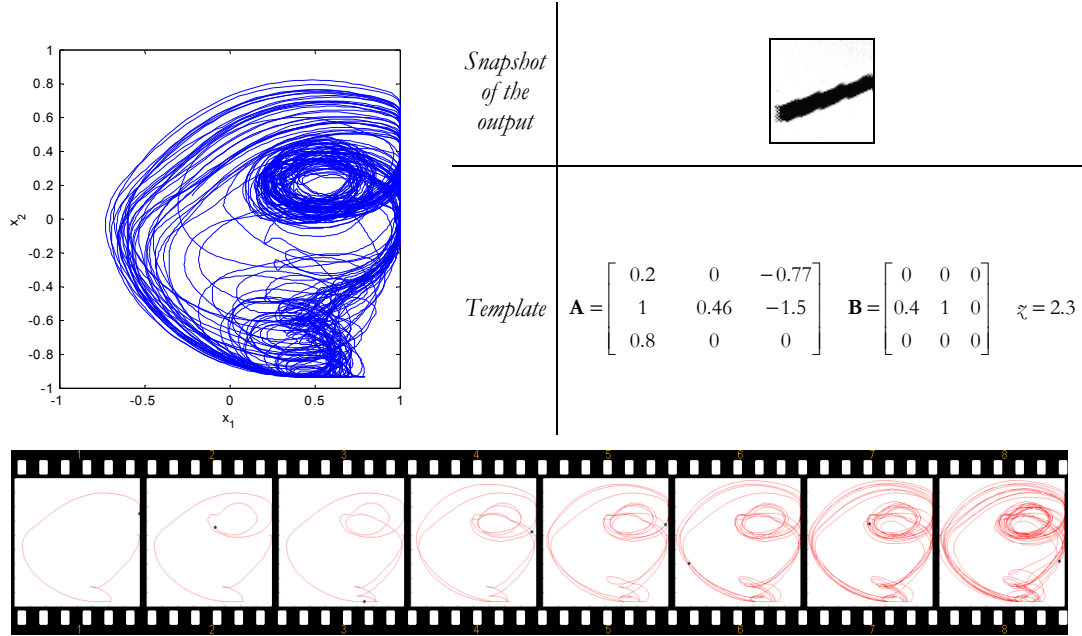 1
0.8
0.6
0.4
0.2
0
-0.2
-0.4
-0.6
-0.8
-1
x2
-1 -0.5 0 0.5 1
x1
Snapshot
of the
output
Template
A = [ 0.2 0 −0.77
1 0.46 −1.5
0.8 0 0 ]
B = [ 0 0 0
0.4 1 0
0 0 0 ]
z = 2.3
1 2 3 4 5 6 7 8
1 2 3 4 5 6 7 8